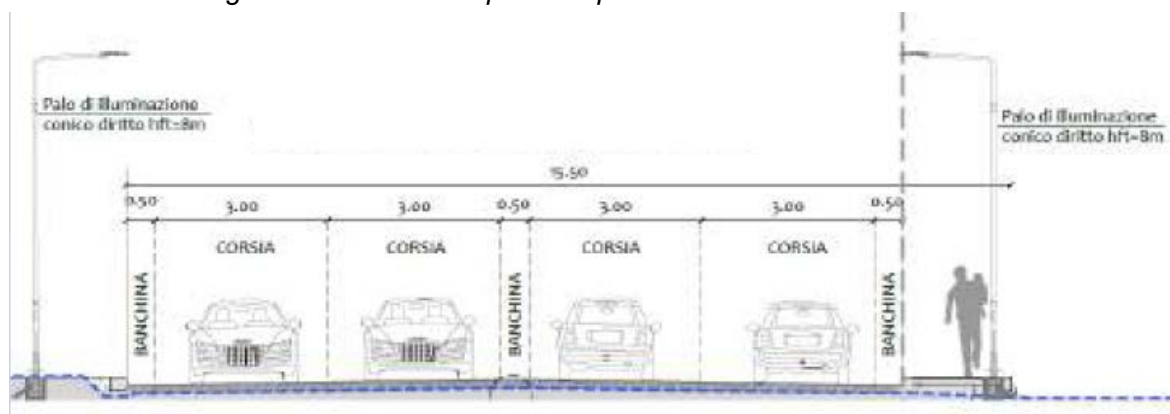 Palo di illuminazione
conico diritto hft=8m
Palo di illuminazione
conico diritto hft=8m
15.50
0.50 3.00 3.00 0.50 3.00 3.00 0.50
CORSIA CORSIA CORSIA CORSIA
BANCHINA
BANCHINA
BANCHINA